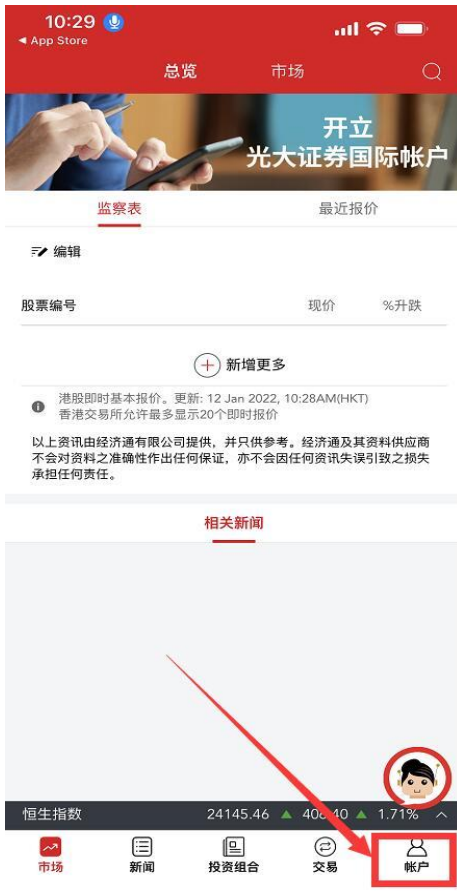 10:29
◀ App Store
总览 市场
开立
光大证券国际帐户
监察表 最近报价
编辑
股票编号 现价 %升跌
新增更多
港股即时基本报价。更新: 12 Jan 2022, 10:28AM(HKT)
香港交易所允许最多显示20个即时报价
以上资讯由经济通有限公司提供，并只供参考。经济通及其资料供应商
不会对资料之准确性作出任何保证，亦不会因任何资讯失误引致之损失
承担任何责任。
相关新闻
恒生指数 24145.46 ▲ 406.40 ▲ 1.71%
市场 新闻 投资组合 交易 帐户